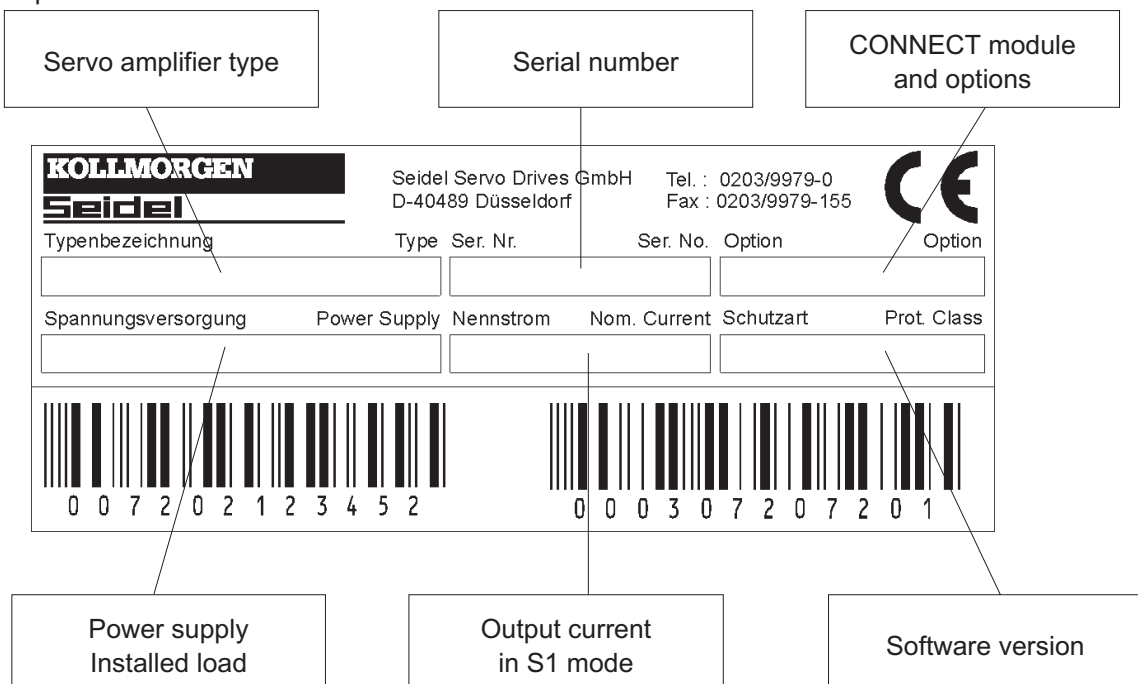 Servo amplifier type
Serial number
CONNECT module
and options
KOLLMORGEN
Seidel
Seidel Servo Drives GmbH
D-40489 Düsseldorf
Tel. : 0203/9979-0
Fax : 0203/9979-155
CE
Typenbezeichnung Type Ser. Nr. Ser. No. Option Option
Spannungsversorgung Power Supply Nennstrom Nom. Current Schutzart Prot. Class
0 0 7 2 0 2 1 2 3 4 5 2
0 0 0 3 0 7 2 0 7 2 0 1
Power supply
Installed load
Output current
in S1 mode
Software version